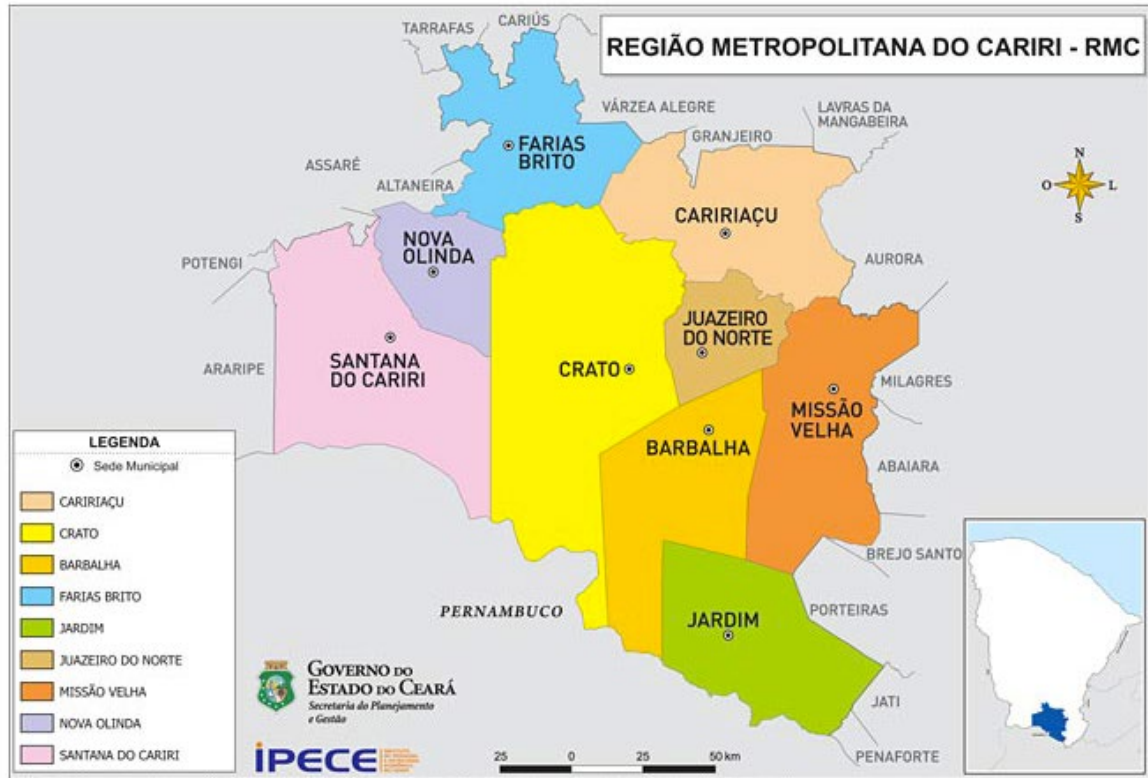 REGIÃO METROPOLITANA DO CARIRI - RMC
TARRAFAS
CARIÚS
VÁRZEA ALEGRE
GRANJEIRO
LAVRAS DA
MANGABEIRA
ASSARÉ
ALTANEIRA
FARIAS
BRITO
N
O
L
S
CARIRIAÇU
NOVA
OLINDA
POTENGI
AURORA
JUAZEIRO
DO NORTE
SANTANA
DO CARIRI
ARARIPE
CRATO
MILAGRES
MISSÃO
VELHA
BARBALHA
ABAIARA
BREJO SANTO
PERNAMBUCO
JARDIM
PORTEIRAS
JATI
PENAFORTE
LEGENDA
Sede Municipal
CARIRIAÇU
CRATO
BARBALHA
FARIAS BRITO
JARDIM
JUAZEIRO DO NORTE
MISSÃO VELHA
NOVA OLINDA
SANTANA DO CARIRI
GOVERNO DO
ESTADO DO CEARÁ
Secretaria do Planejamento
e Gestão
IPECE
25 0 25 50 km